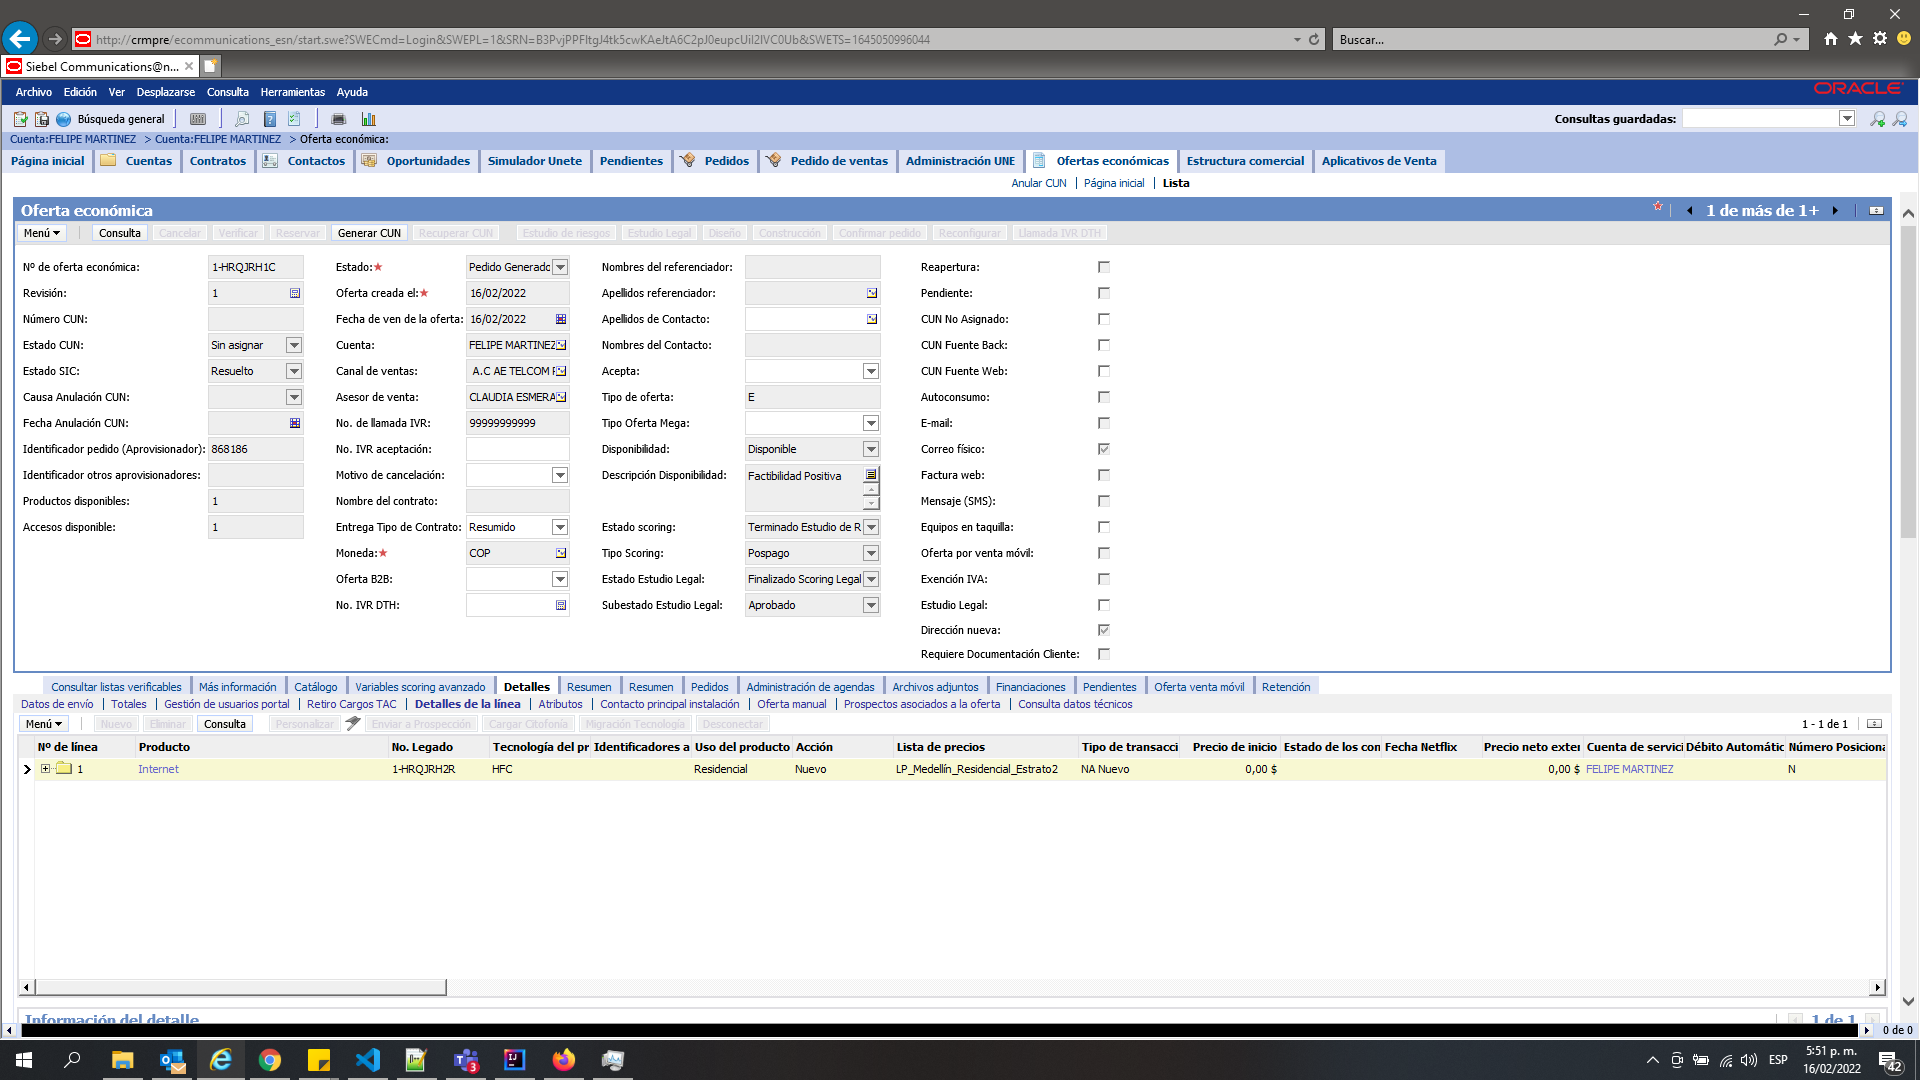 http://crmpre/ecommunications_esn/start.swe?SWECmd=Login&SWEPL=1&SRN=B3PvjPPFItgJ4tk5cwKAeJtA6C2pJ0eupcUil2IVC0Ub&SWETS=1645050996044
Buscar...
Siebel Communications@n...
Archivo Edición Ver Desplazarse Consulta Herramientas Ayuda
ORACLE
Búsqueda general
Consultas guardadas:
Cuenta:FELIPE MARTINEZ > Cuenta:FELIPE MARTINEZ > Oferta económica:
Página inicial Cuentas Contratos Contactos Oportunidades Simulador Unete Pendientes Pedidos Pedido de ventas Administración UNE Ofertas económicas Estructura comercial Aplicativos de Venta
Anular CUN | Página inicial | Lista
Oferta económica
1 de más de 1+
Menú Consulta Cancelar Verificar Reservar Generar CUN Recuperar CUN Estudio de riesgos Estudio Legal Diseño Construcción Confirmar pedido Reconfigurar Llamada IVR DTH
Nº de oferta económica: 1-HRQJRH1C Estado: Pedido Generado Nombres del referenciador: Reapertura:
Revisión: 1 Oferta creada el: 16/02/2022 Apellidos referenciador: Pendiente:
Número CUN: Fecha de ven de la oferta: 16/02/2022 Apellidos de Contacto: CUN No Asignado:
Estado CUN: Sin asignar Cuenta: FELIPE MARTINEZ Nombres del Contacto: CUN Fuente Back:
Estado SIC: Resuelto Canal de ventas: A.C AE TELCOM Acepta: CUN Fuente Web:
Causa Anulación CUN: Asesor de venta: CLAUDIA ESMERA Tipo de oferta: E Autoconsumo:
Fecha Anulación CUN: No. de llamada IVR: 99999999999 Tipo Oferta Mega: E-mail:
Identificador pedido (Aprovisionador): 868186 No. IVR aceptación: Disponibilidad: Disponible Correo físico:
Identificador otros aprovisionadores: Motivo de cancelación: Descripción Disponibilidad: Factibilidad Positiva Factura web:
Productos disponibles: 1 Nombre del contrato: Mensaje (SMS):
Accesos disponible: 1 Entrega Tipo de Contrato: Resumido Estado scoring: Terminado Estudio de R Equipos en taquilla:
Moneda: COP Tipo Scoring: Pospago Oferta por venta móvil:
Oferta B2B: Estado Estudio Legal: Finalizado Scoring Legal Exención IVA:
No. IVR DTH: Subestado Estudio Legal: Aprobado Estudio Legal:
Dirección nueva:
Requiere Documentación Cliente:
Consultar listas verificables Más información Catálogo Variables scoring avanzado Detalles Resumen Resumen Pedidos Administración de agendas Archivos adjuntos Financiaciones Pendientes Oferta venta móvil Retención
Datos de envío | Totales | Gestión de usuarios portal | Retiro Cargos TAC | Detalles de la línea | Atributos | Contacto principal instalación | Oferta manual | Prospectos asociados a la oferta | Consulta datos técnicos
Menú Nuevo Eliminar Consulta Personalizar Enviar a Prospección Cargar Citofonía Migración Tecnología Desconectar 1 - 1 de 1
Nº de línea Producto No. Legado Tecnología del pr Identificadores a Uso del producto Acción Lista de precios Tipo de transacci Precio de inicio Estado de los con Fecha Netflix Precio neto exter Cuenta de servici Débito Automátic Número Posiciona
1 Internet 1-HRQJRH2R HFC Residencial Nuevo LP_Medellín_Residencial_Estrato2 NA Nuevo 0,00 $ 0,00 $ FELIPE MARTINEZ N
Información del detalle
1 de 1
0 de 0
3
ESP
5:51 p. m.
16/02/2022
42